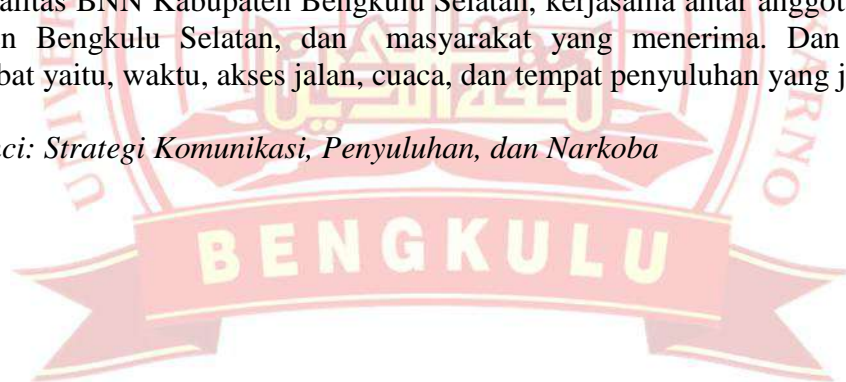 alitas BNN Kabupaten Bengkulu Selatan, kerjasama antar anggot
n Bengkulu Selatan, dan masyarakat yang menerima. Dan
bat yaitu, waktu, akses jalan, cuaca, dan tempat penyuluhan yang j
ci: Strategi Komunikasi, Penyuluhan, dan Narkoba
BENGKULU